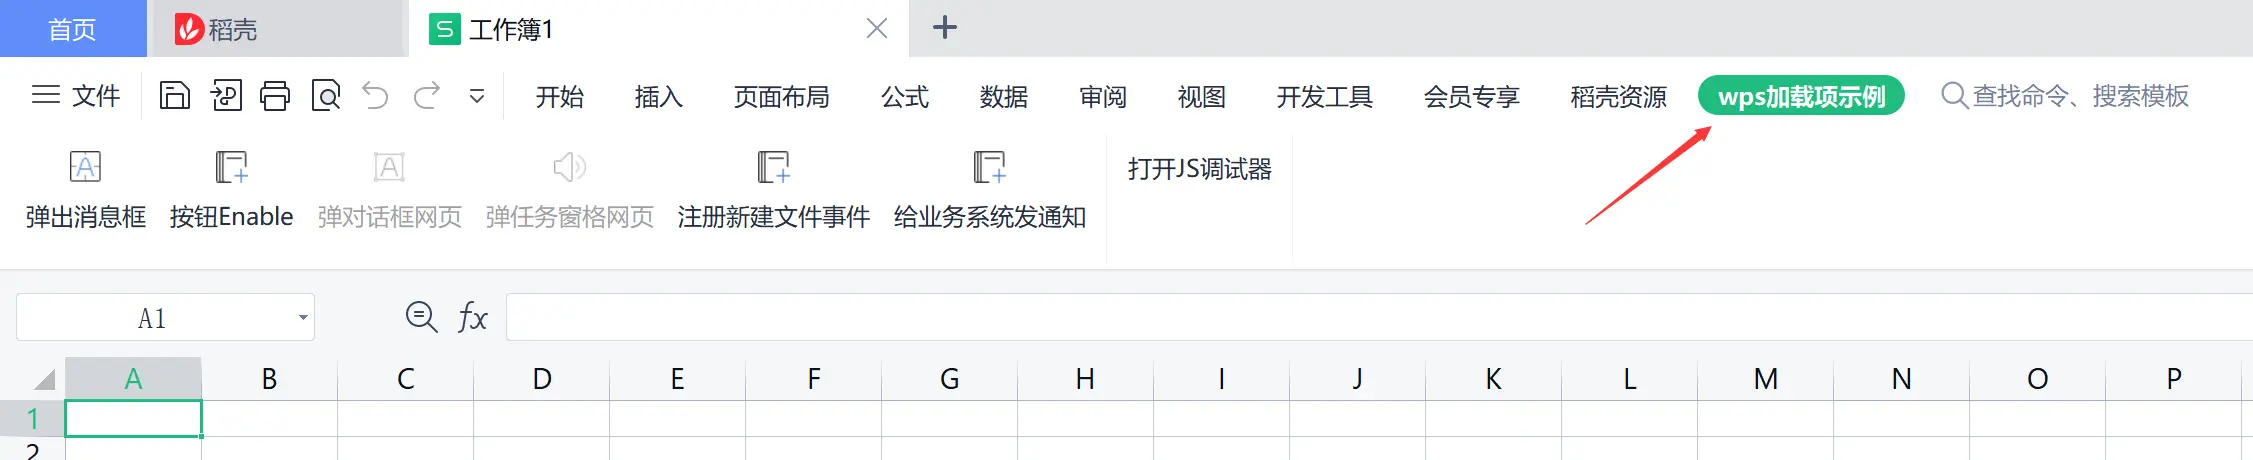 首页 稻壳 S 工作簿1
文件 开始 插入 页面布局 公式 数据 审阅 视图 开发工具 会员专享 稻壳资源 wps加载项示例 查找命令、搜索模板
弹出消息框 按钮Enable 弹对话框网页 弹任务窗格网页 注册新建文件事件 给业务系统发通知 打开JS调试器
A1 fx
A B C D E F G H I J K L M N O P
1
2